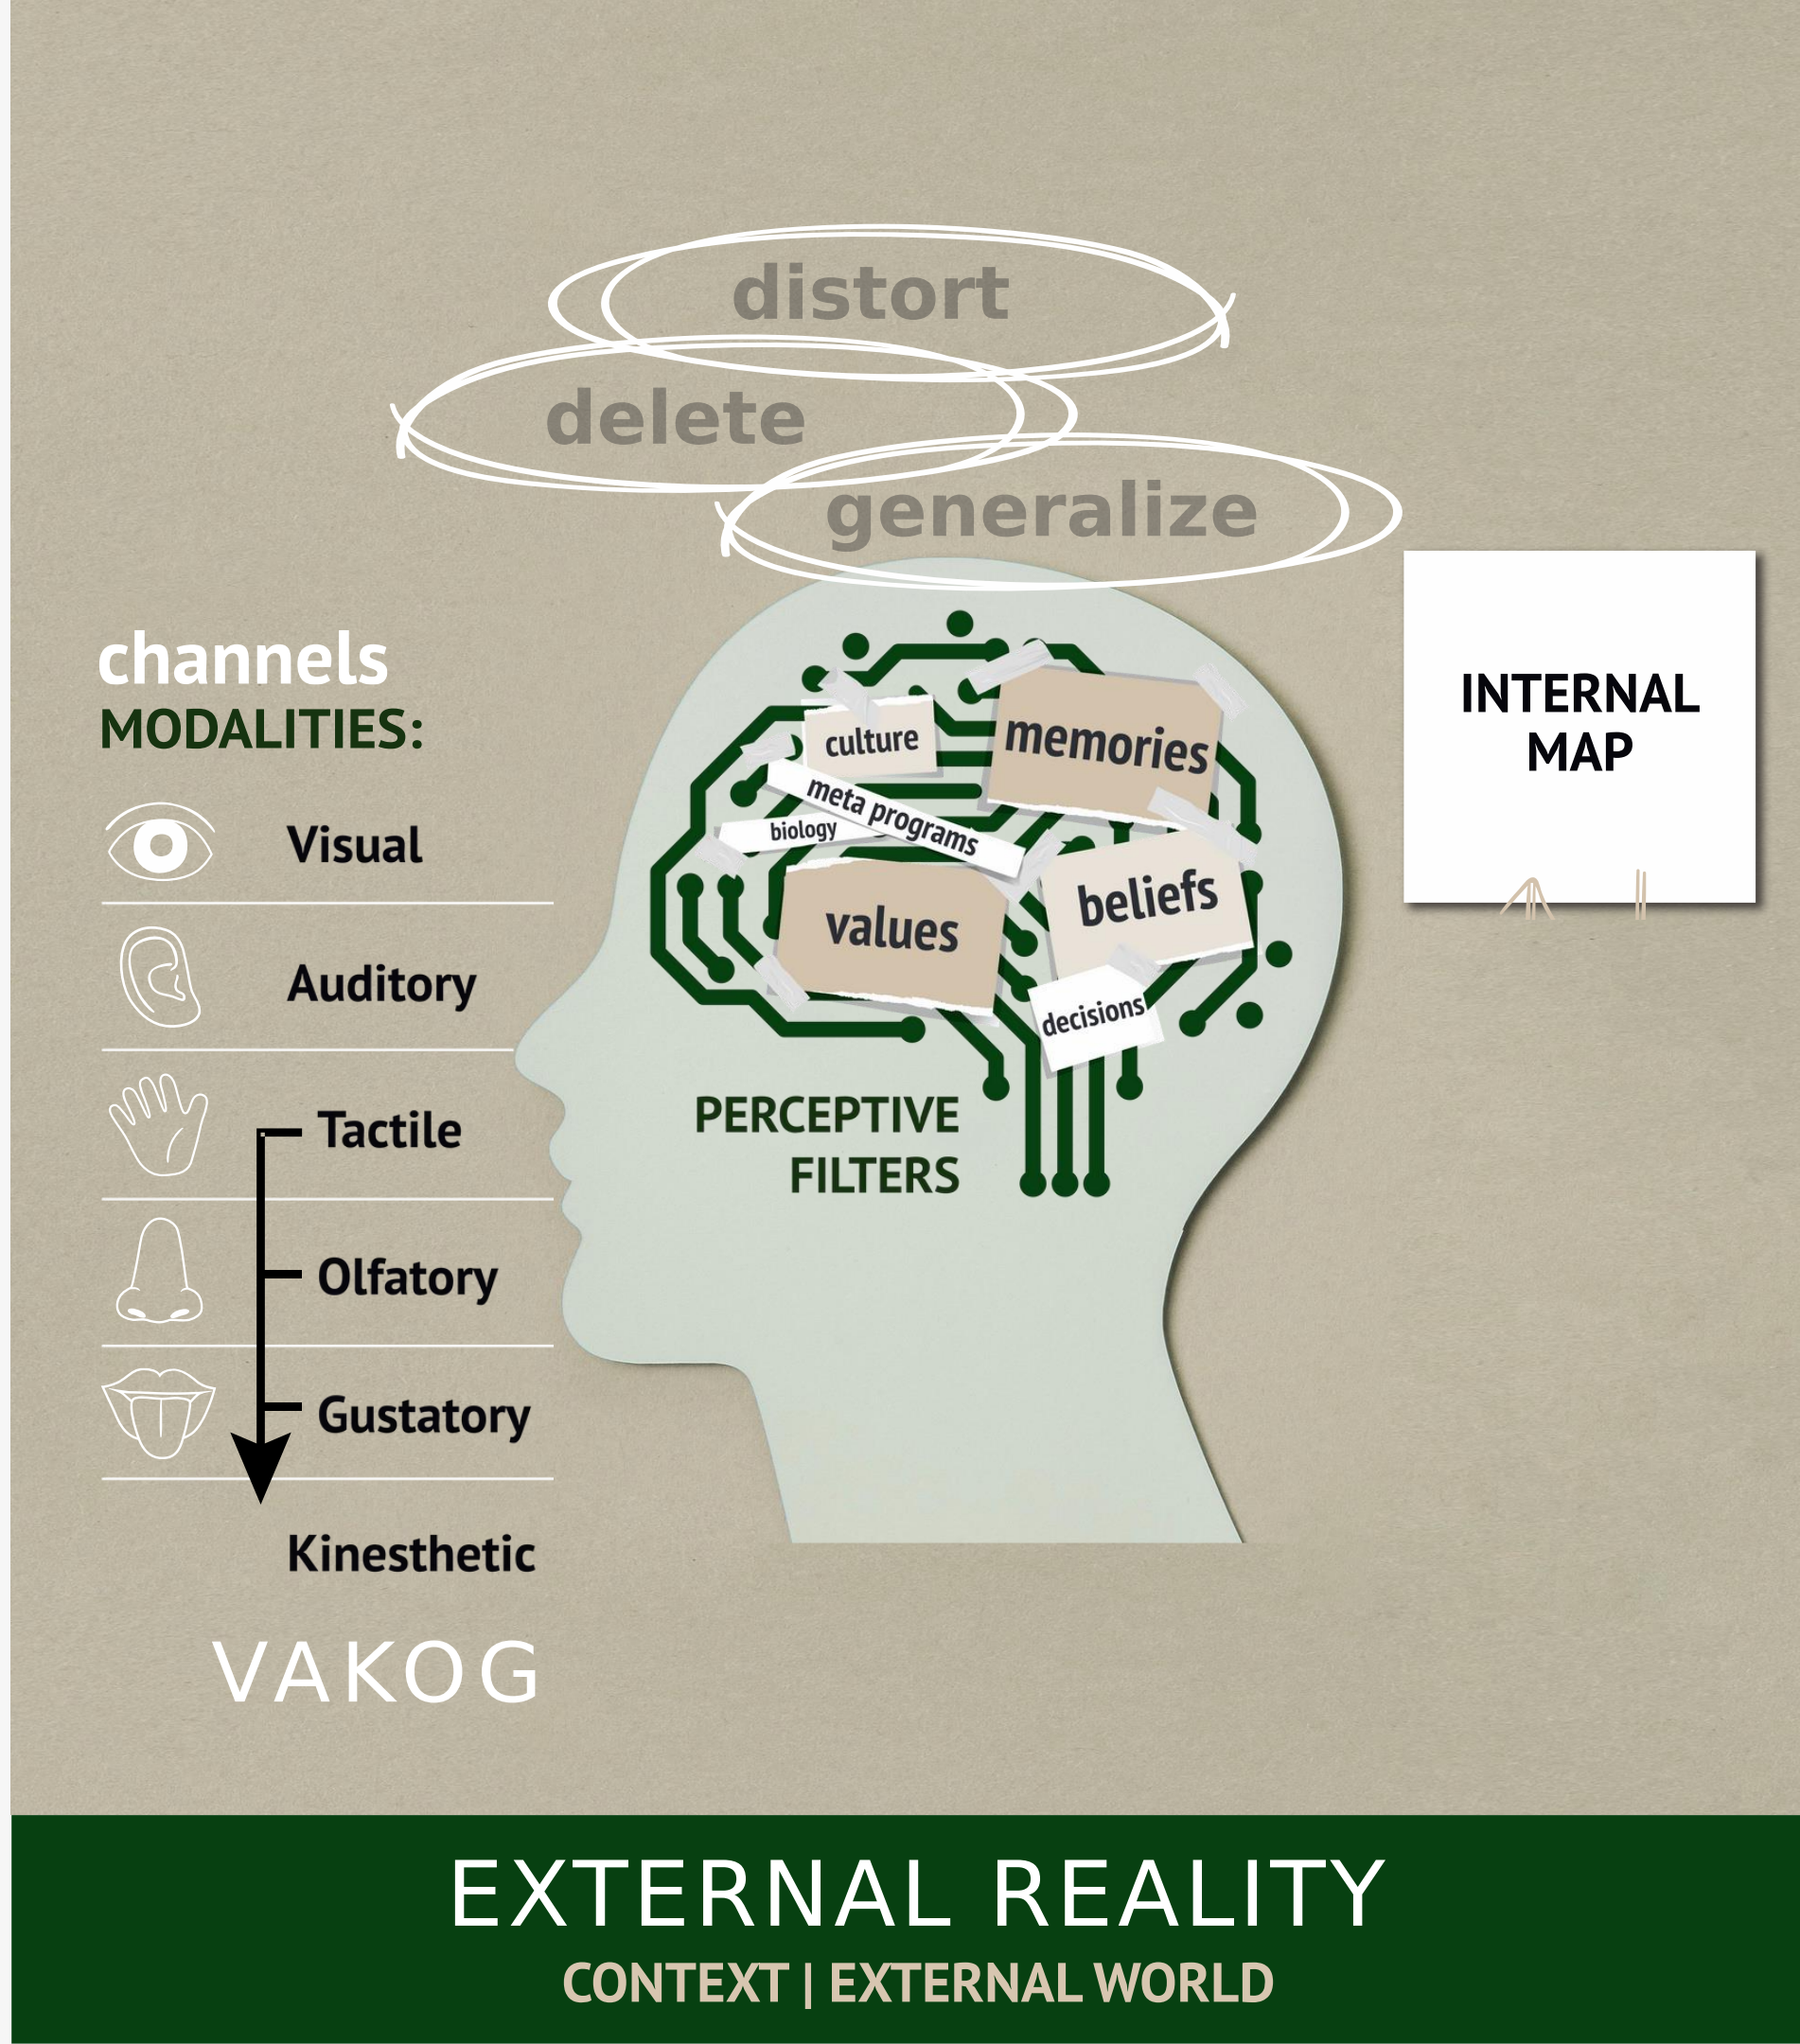 distort
delete
generalize
channels
MODALITIES:
Visual
Auditory
Tactile
Olfatory
Gustatory
Kinesthetic
VAKOG
culture
memories
meta programs
biology
values
beliefs
decisions
PERCEPTIVE
FILTERS
INTERNAL
MAP
EXTERNAL REALITY
CONTEXT | EXTERNAL WORLD